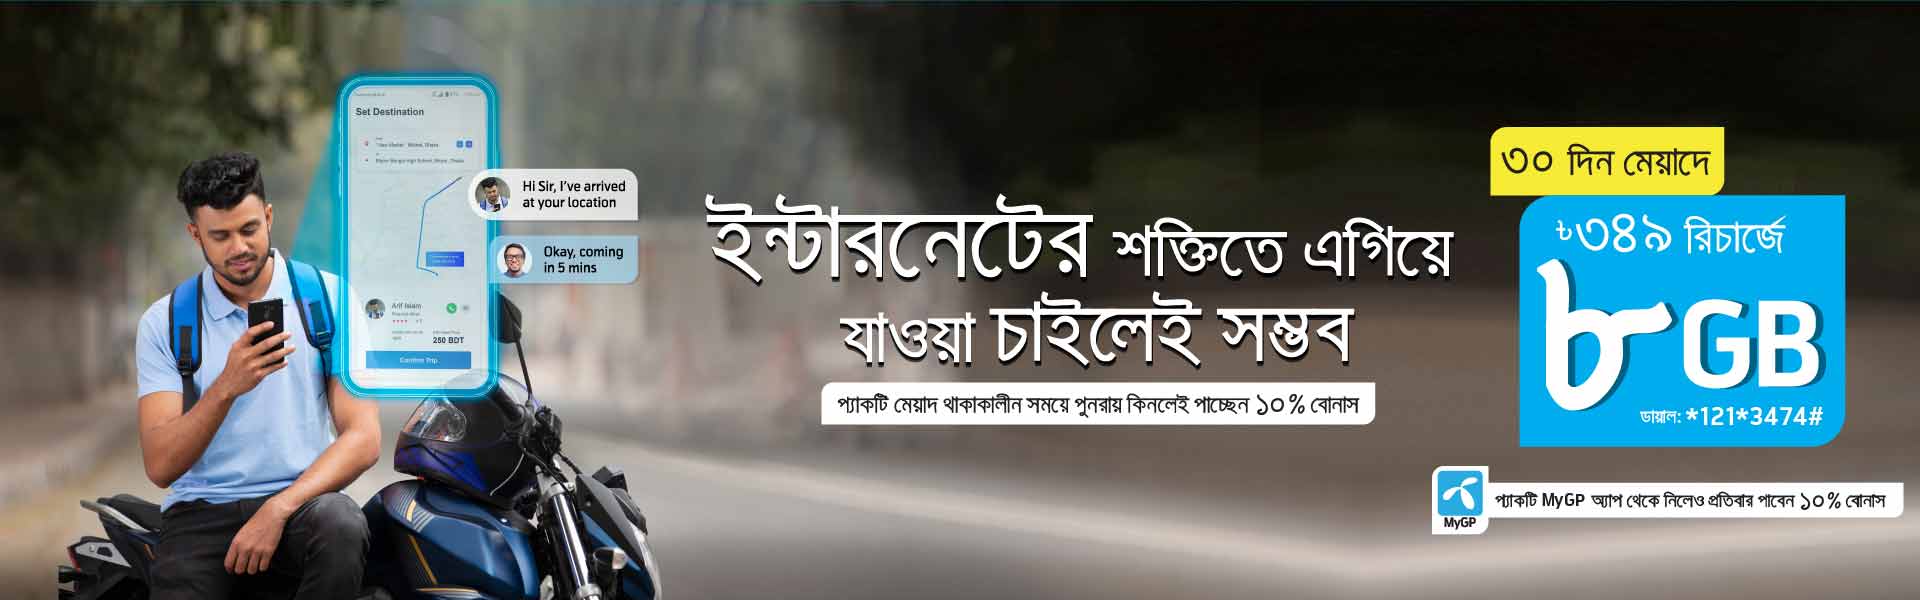 Set Destination
Hi Sir, I've arrived
at your location
Okay, coming
in 5 mins
Arif Islam
250 BDT
Confirm Trip
ইন্টারনেটের শক্তিতে এগিয়ে
যাওয়া চাইলেই সম্ভব
প্যাকটি মেয়াদ থাকাকালীন সময়ে পুনরায় কিনলেই পাচ্ছেন ১০% বোনাস
৩০ দিন মেয়াদে
৳৩৪৯ রিচার্জে
৮ GB
ডায়াল: *121*3474#
MyGP
প্যাকটি MyGP অ্যাপ থেকে নিলেও প্রতিবার পাবেন ১০% বোনাস